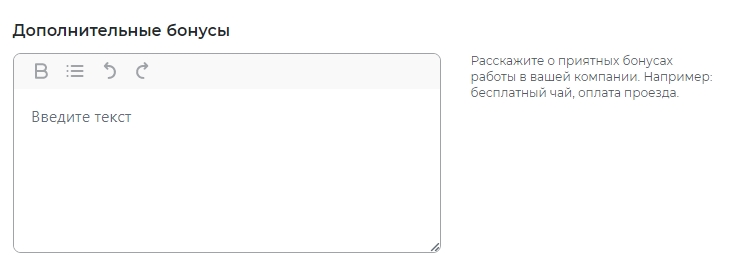 Дополнительные бонусы
B
Введите текст
Расскажите о приятных бонусах
работы в вашей компании. Например:
бесплатный чай, оплата проезда.